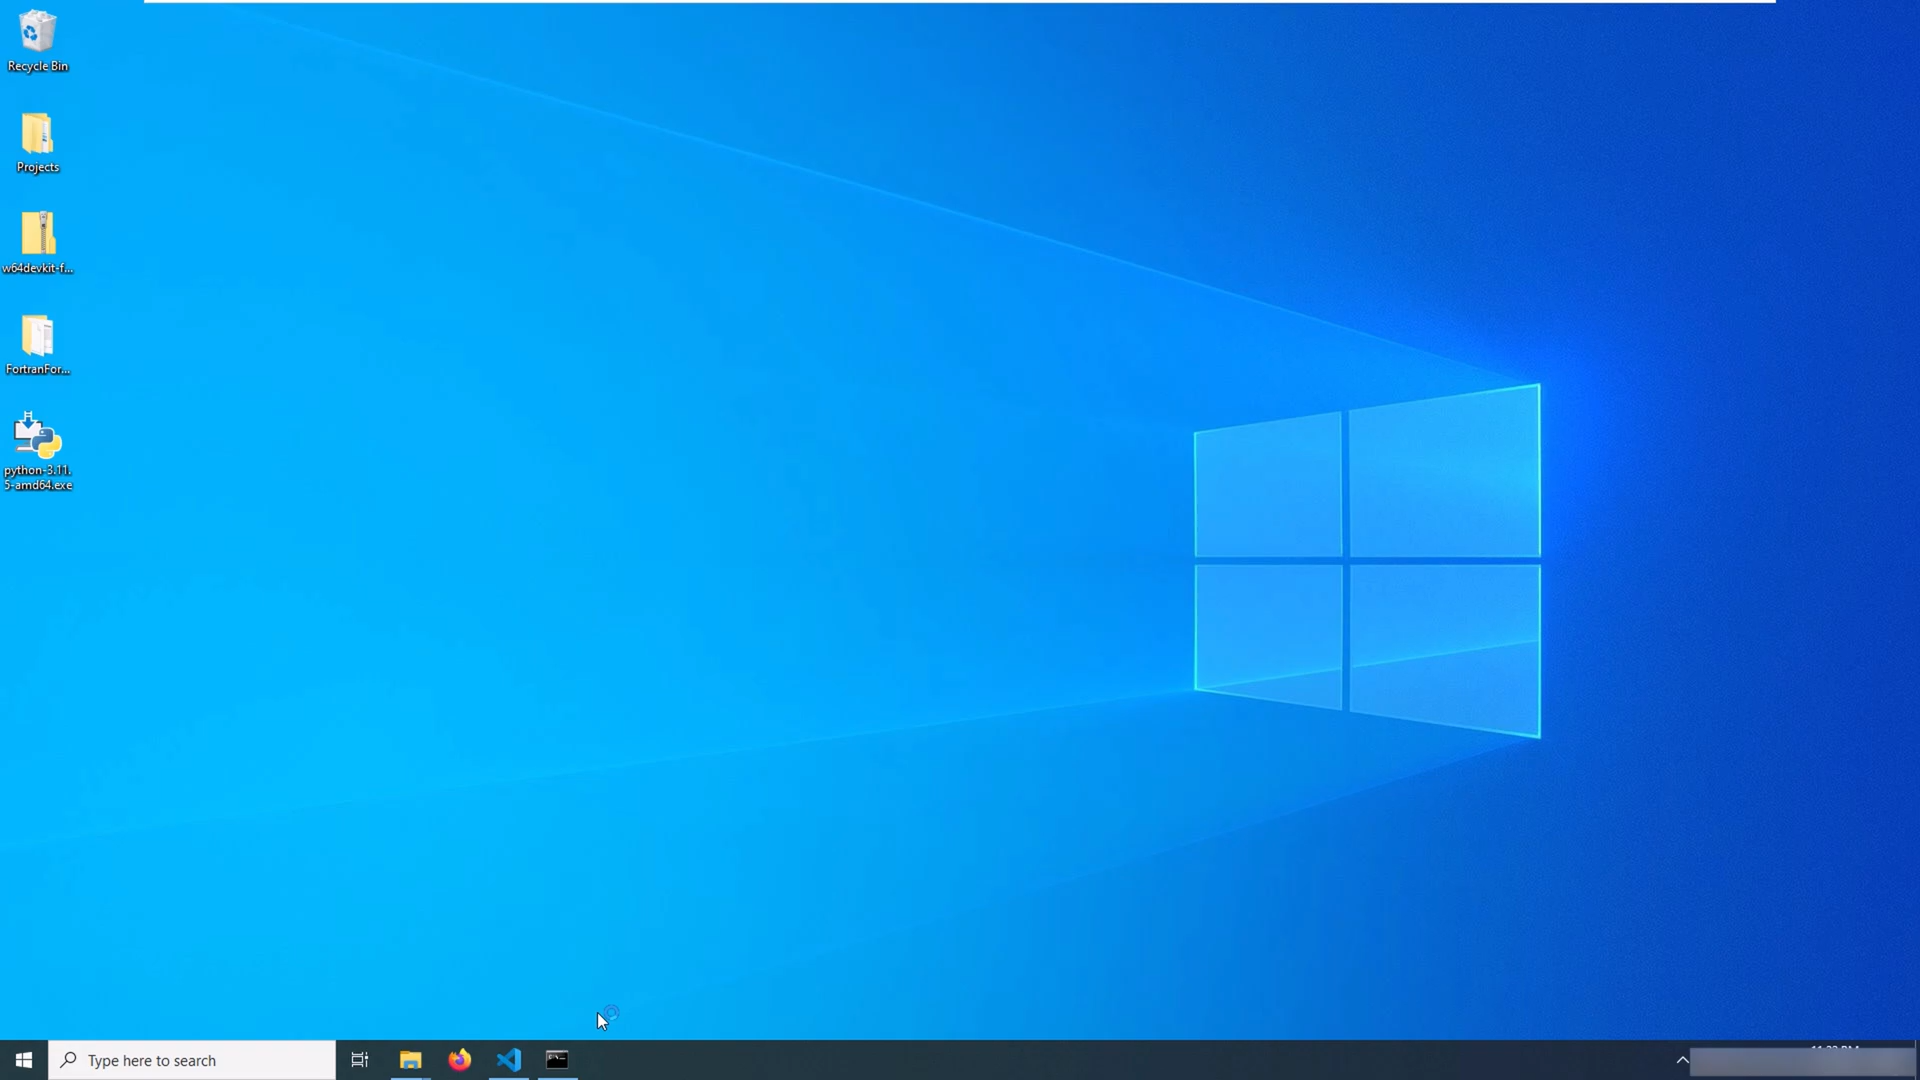 Recycle Bin
Projects
w64devkit-f...
FortranFor...
python-3.11.
5-amd64.exe
Type here to search